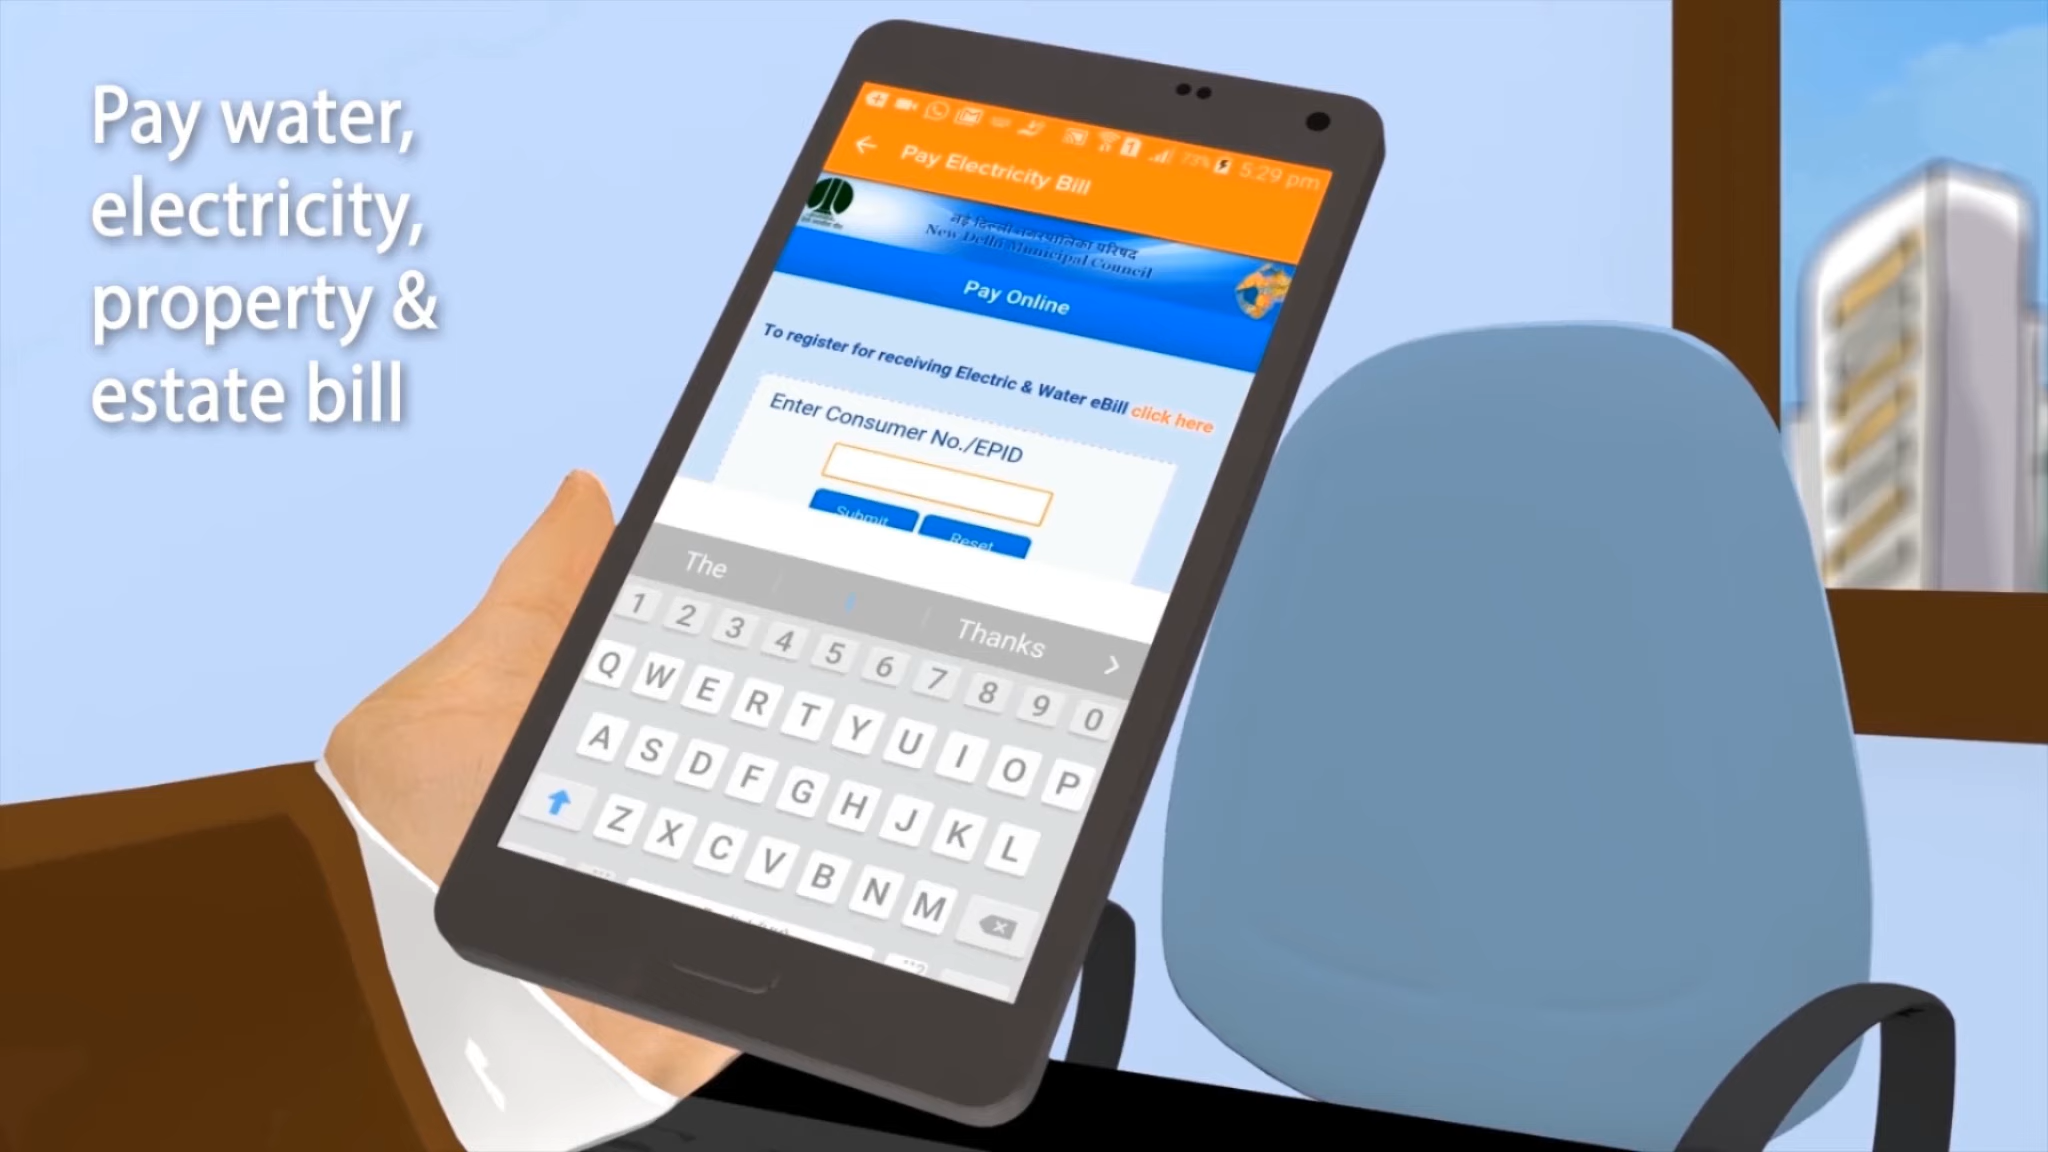 Pay water,
electricity,
property &
estate bill
73% 5:29 pm
Pay Electricity Bill
नई दिल्ली नगरपालिका परिषद
New Delhi Municipal Council
Pay Online
To register for receiving Electric & Water eBill click here
Enter Consumer No./EPID
Submit Reset
The I Thanks
1 2 3 4 5 6 7 8 9 0
Q W E R T Y U I O P
A S D F G H J K L
Z X C V B N M